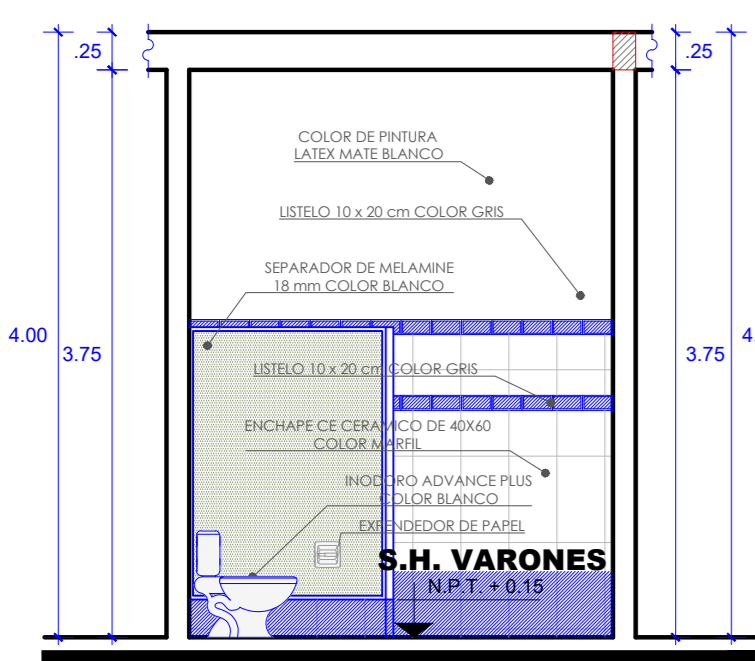 .25
.25
COLOR DE PINTURA
LATEX MATE BLANCO
LISTELO 10 x 20 cm COLOR GRIS
SEPARADOR DE MELAMINE
18 mm COLOR BLANCO
4.00
3.75
3.75
4.
LISTELO 10 x 20 cm COLOR GRIS
ENCHAPE CE CERAMICO DE 40X60
COLOR MARFIL
INODORO ADVANCE PLUS
COLOR BLANCO
EXPENDEDOR DE PAPEL
S.H. VARONES
N.P.T. + 0.15